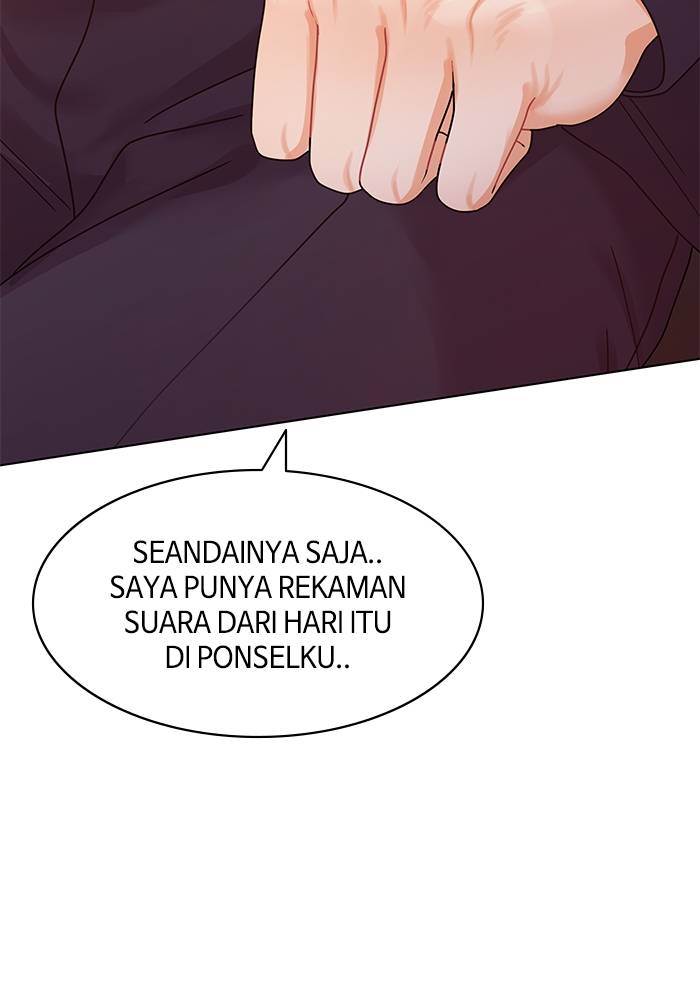 SEANDAINYA SAJA..
SAYA PUNYA REKAMAN
SUARA DARI HARI ITU
DI PONSELKU..